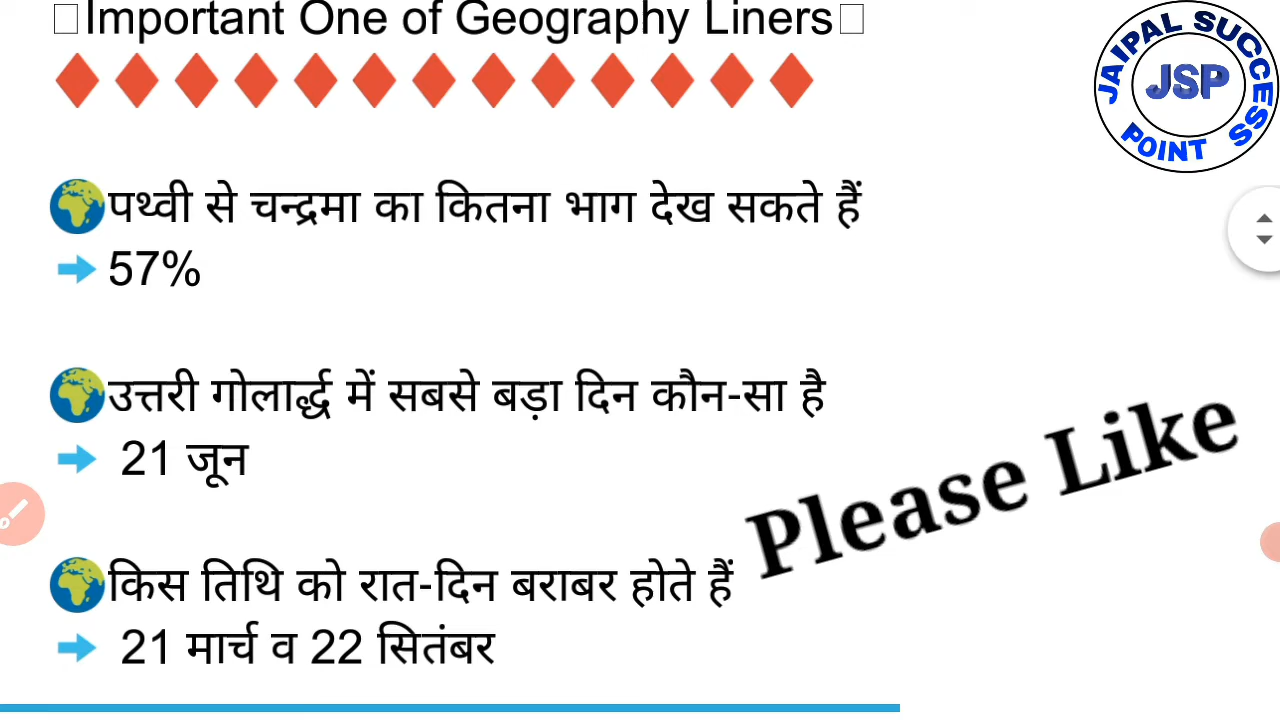 Important One of Geography Liners
JAIPAL SUCCESS
JSP
POINT
पथ्वी से चन्द्रमा का कितना भाग देख सकते हैं
57%
उत्तरी गोलार्द्ध में सबसे बड़ा दिन कौन-सा है
21 जून
Please Like
किस तिथि को रात-दिन बराबर होते हैं
21 मार्च व 22 सितंबर